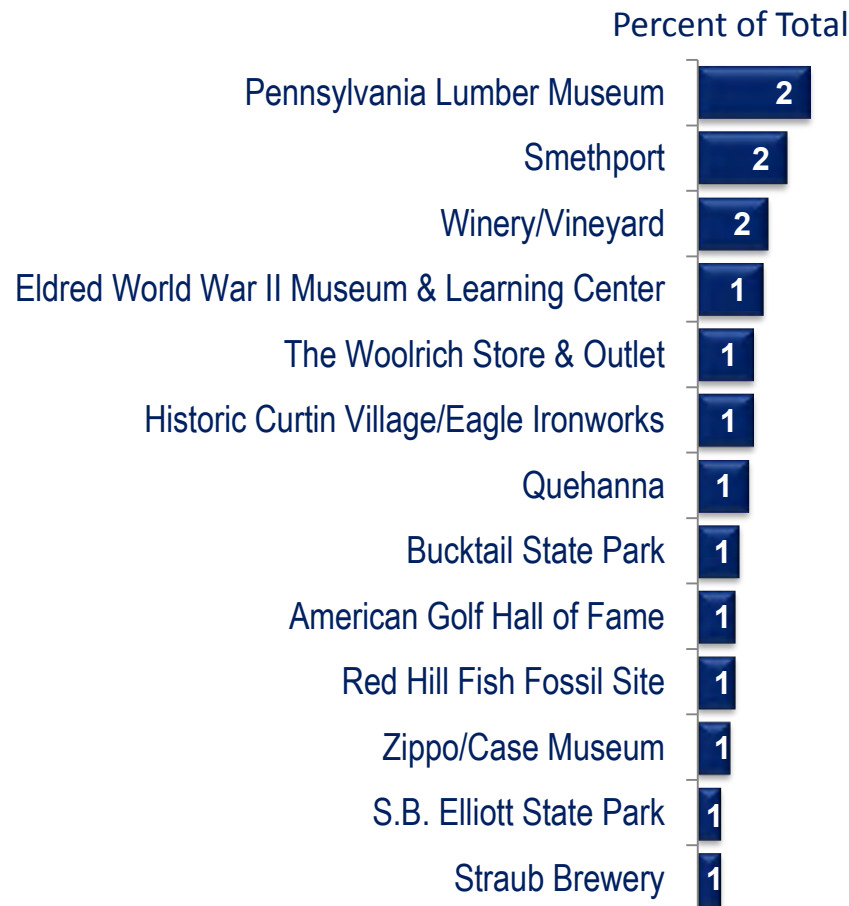 Percent of Total
Pennsylvania Lumber Museum 2
Smethport 2
Winery/Vineyard 2
Eldred World War II Museum & Learning Center 1
The Woolrich Store & Outlet 1
Historic Curtin Village/Eagle Ironworks 1
Quehanna 1
Bucktail State Park 1
American Golf Hall of Fame 1
Red Hill Fish Fossil Site 1
Zippo/Case Museum 1
S.B. Elliott State Park 1
Straub Brewery 1